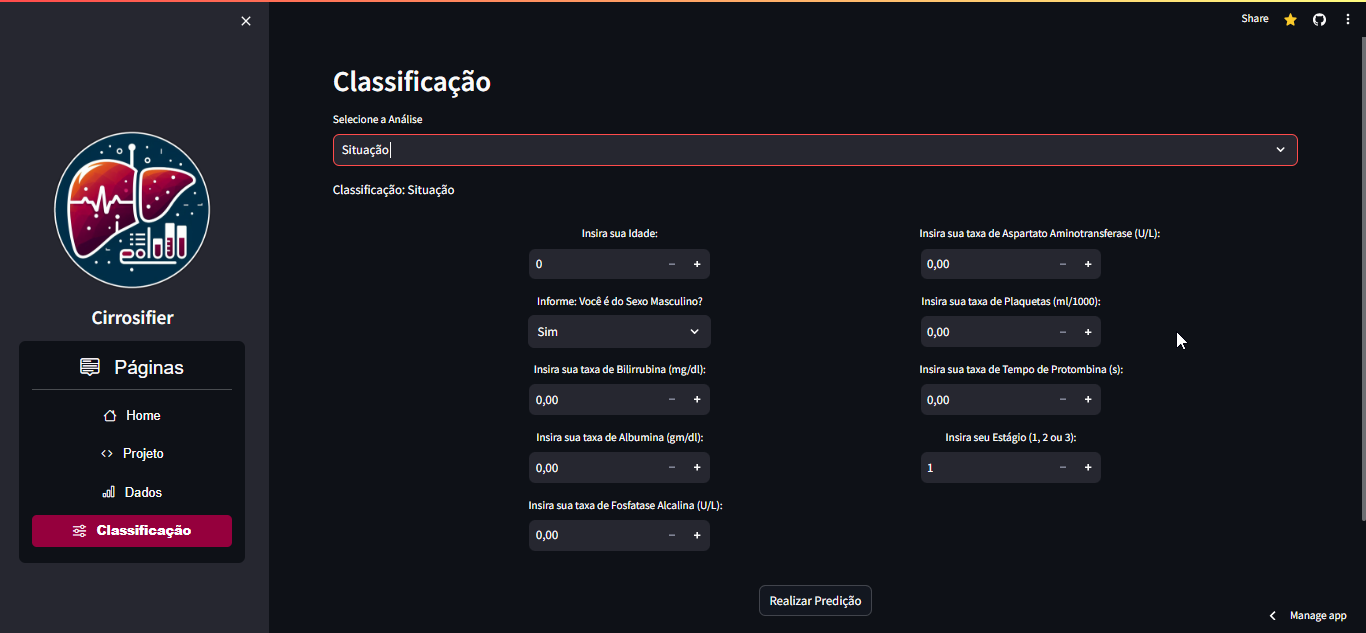 Share
Cirrosifier
Páginas
Home
Projeto
Dados
Classificação
Classificação
Selecione a Análise
Situação
Classificação: Situação
Insira sua Idade:
0
Informe: Você é do Sexo Masculino?
Sim
Insira sua taxa de Bilirrubina (mg/dl):
0,00
Insira sua taxa de Albumina (gm/dl):
0,00
Insira sua taxa de Fosfatase Alcalina (U/L):
0,00
Insira sua taxa de Aspartato Aminotransferase (U/L):
0,00
Insira sua taxa de Plaquetas (ml/1000):
0,00
Insira sua taxa de Tempo de Protombina (s):
0,00
Insira seu Estágio (1, 2 ou 3):
1
Realizar Predição
Manage app